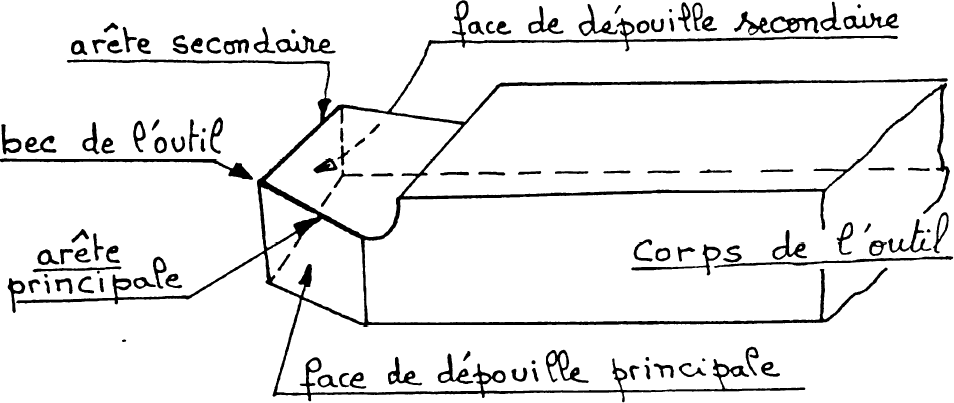 face de dépouille secondaire
arête secondaire
bec de l'outil
arête
principale
corps de l'outil
face de dépouille principale